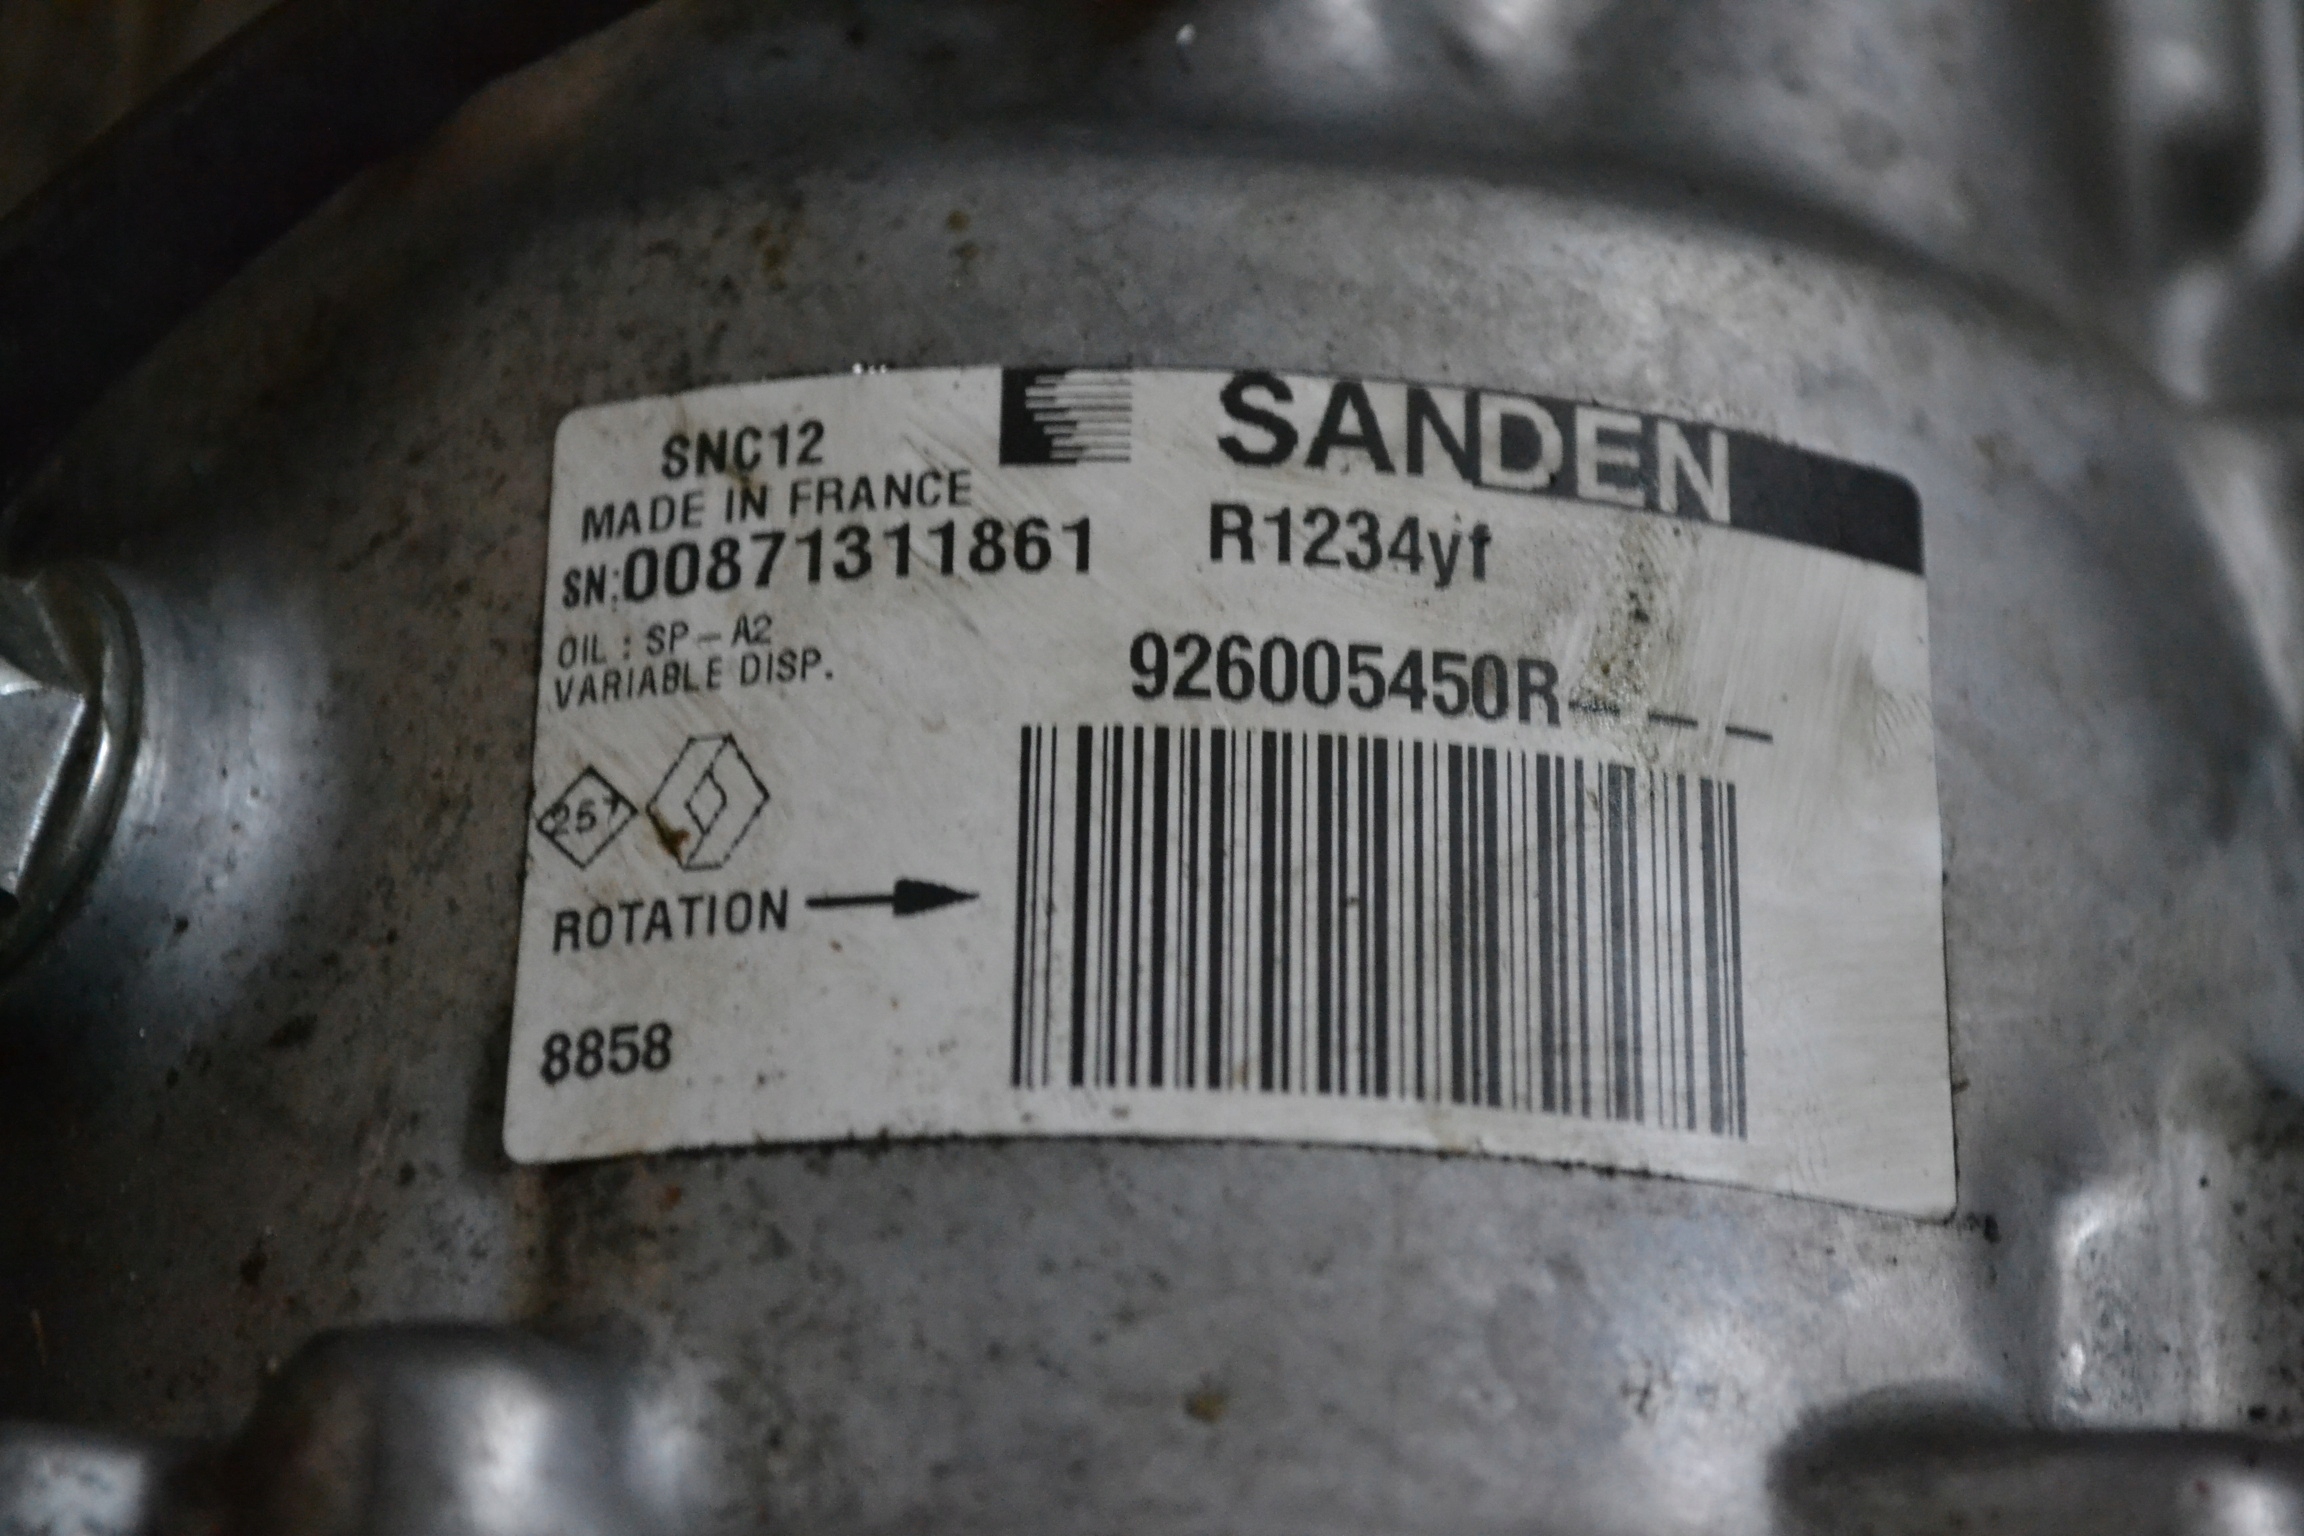 SANDEN
SNC12
MADE IN FRANCE
SN:00871311861
R1234yf
OIL : SP-A2
VARIABLE DISP.
926005450R---
25+
ROTATION
8858